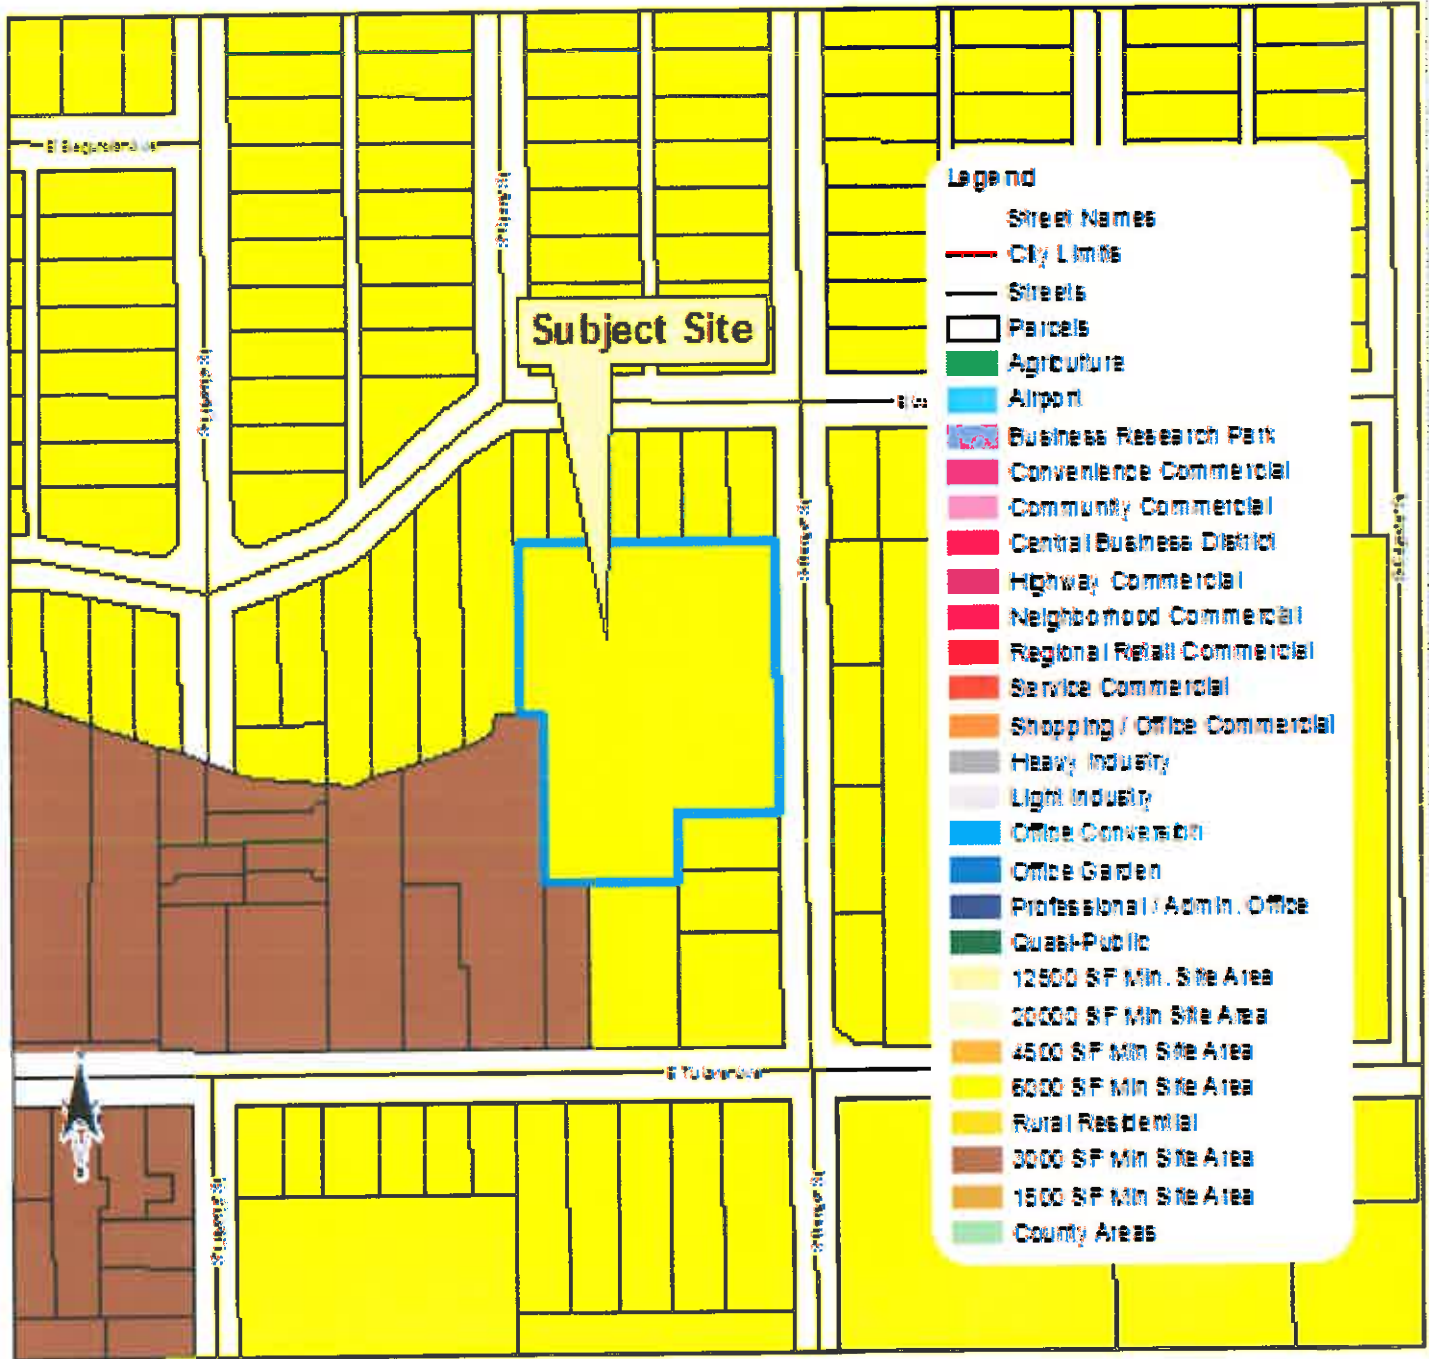 Subject Site
Legend
Street Names
City Limits
Streets
Parcels
Agriculture
Airport
Business Research Park
Convenience Commercial
Community Commercial
Central Business District
Highway Commercial
Neighborhood Commercial
Regional Retail Commercial
Service Commercial
Shopping / Office Commercial
Heavy Industry
Light Industry
Office Conversion
Office Garden
Professional / Admin. Office
Quasi-Public
12500 SF Min. Site Area
20000 SF Min Site Area
4500 SF Min Site Area
6000 SF Min Site Area
Rural Residential
3000 SF Min Site Area
1500 SF Min Site Area
County Areas
E Tulare Ave